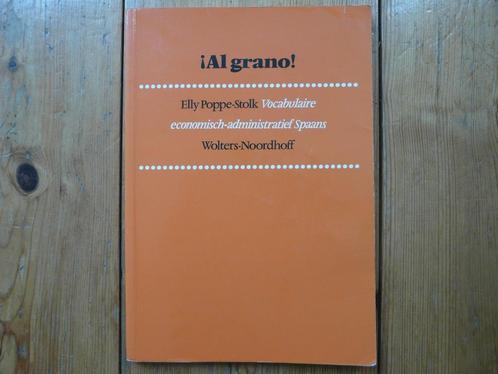 ¡Al grano!
Elly Poppe-Stolk Vocabulaire
economisch-administratief Spaans
Wolters-Noordhoff